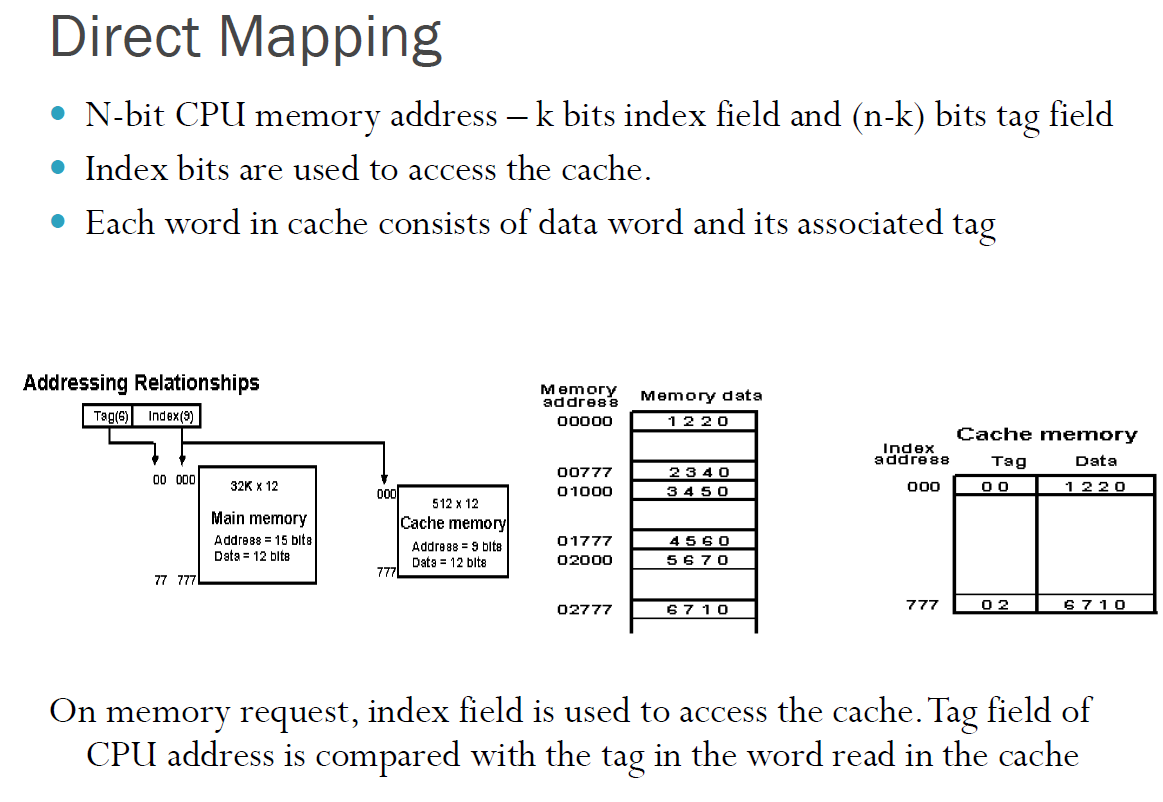 Direct Mapping
N-bit CPU memory address – k bits index field and (n-k) bits tag field
Index bits are used to access the cache.
Each word in cache consists of data word and its associated tag
Addressing Relationships
Tag(6) Index(9)
00 000
32K x 12
Main memory
Address = 15 bits
Data = 12 bits
77 777
000
512 x 12
Cache memory
Address = 9 bits
Data = 12 bits
777
Memory
address
Memory data
00000 1 2 2 0
00777 2 3 4 0
01000 3 4 5 0
01777 4 5 6 0
02000 5 6 7 0
02777 6 7 1 0
Cache memory
Index
address
Tag Data
000 0 0 1 2 2 0
777 0 2 6 7 1 0
On memory request, index field is used to access the cache. Tag field of
CPU address is compared with the tag in the word read in the cache